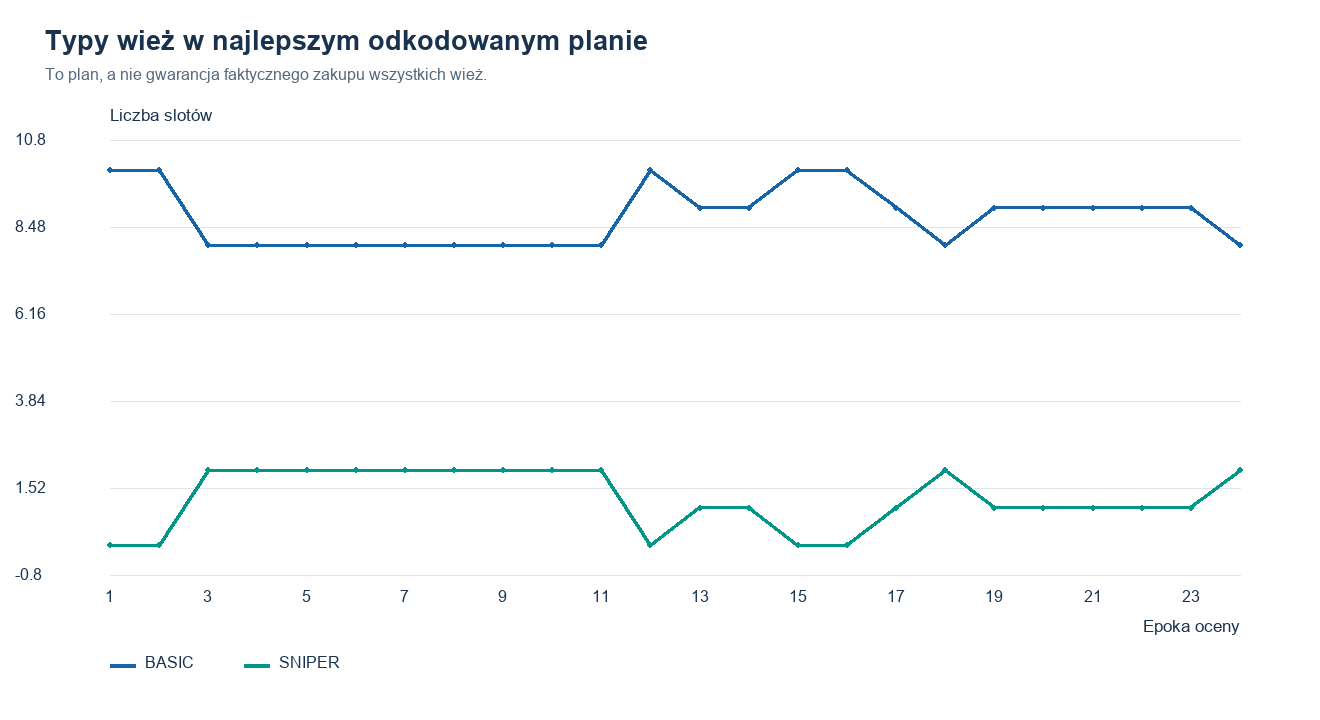 Typy wież w najlepszym odkodowanym planie
To plan, a nie gwarancja faktycznego zakupu wszystkich wież.
Liczba slotów
10.8
8.48
6.16
3.84
1.52
-0.8
1 3 5 7 9 11 13 15 17 19 21 23
Epoka oceny
BASIC SNIPER